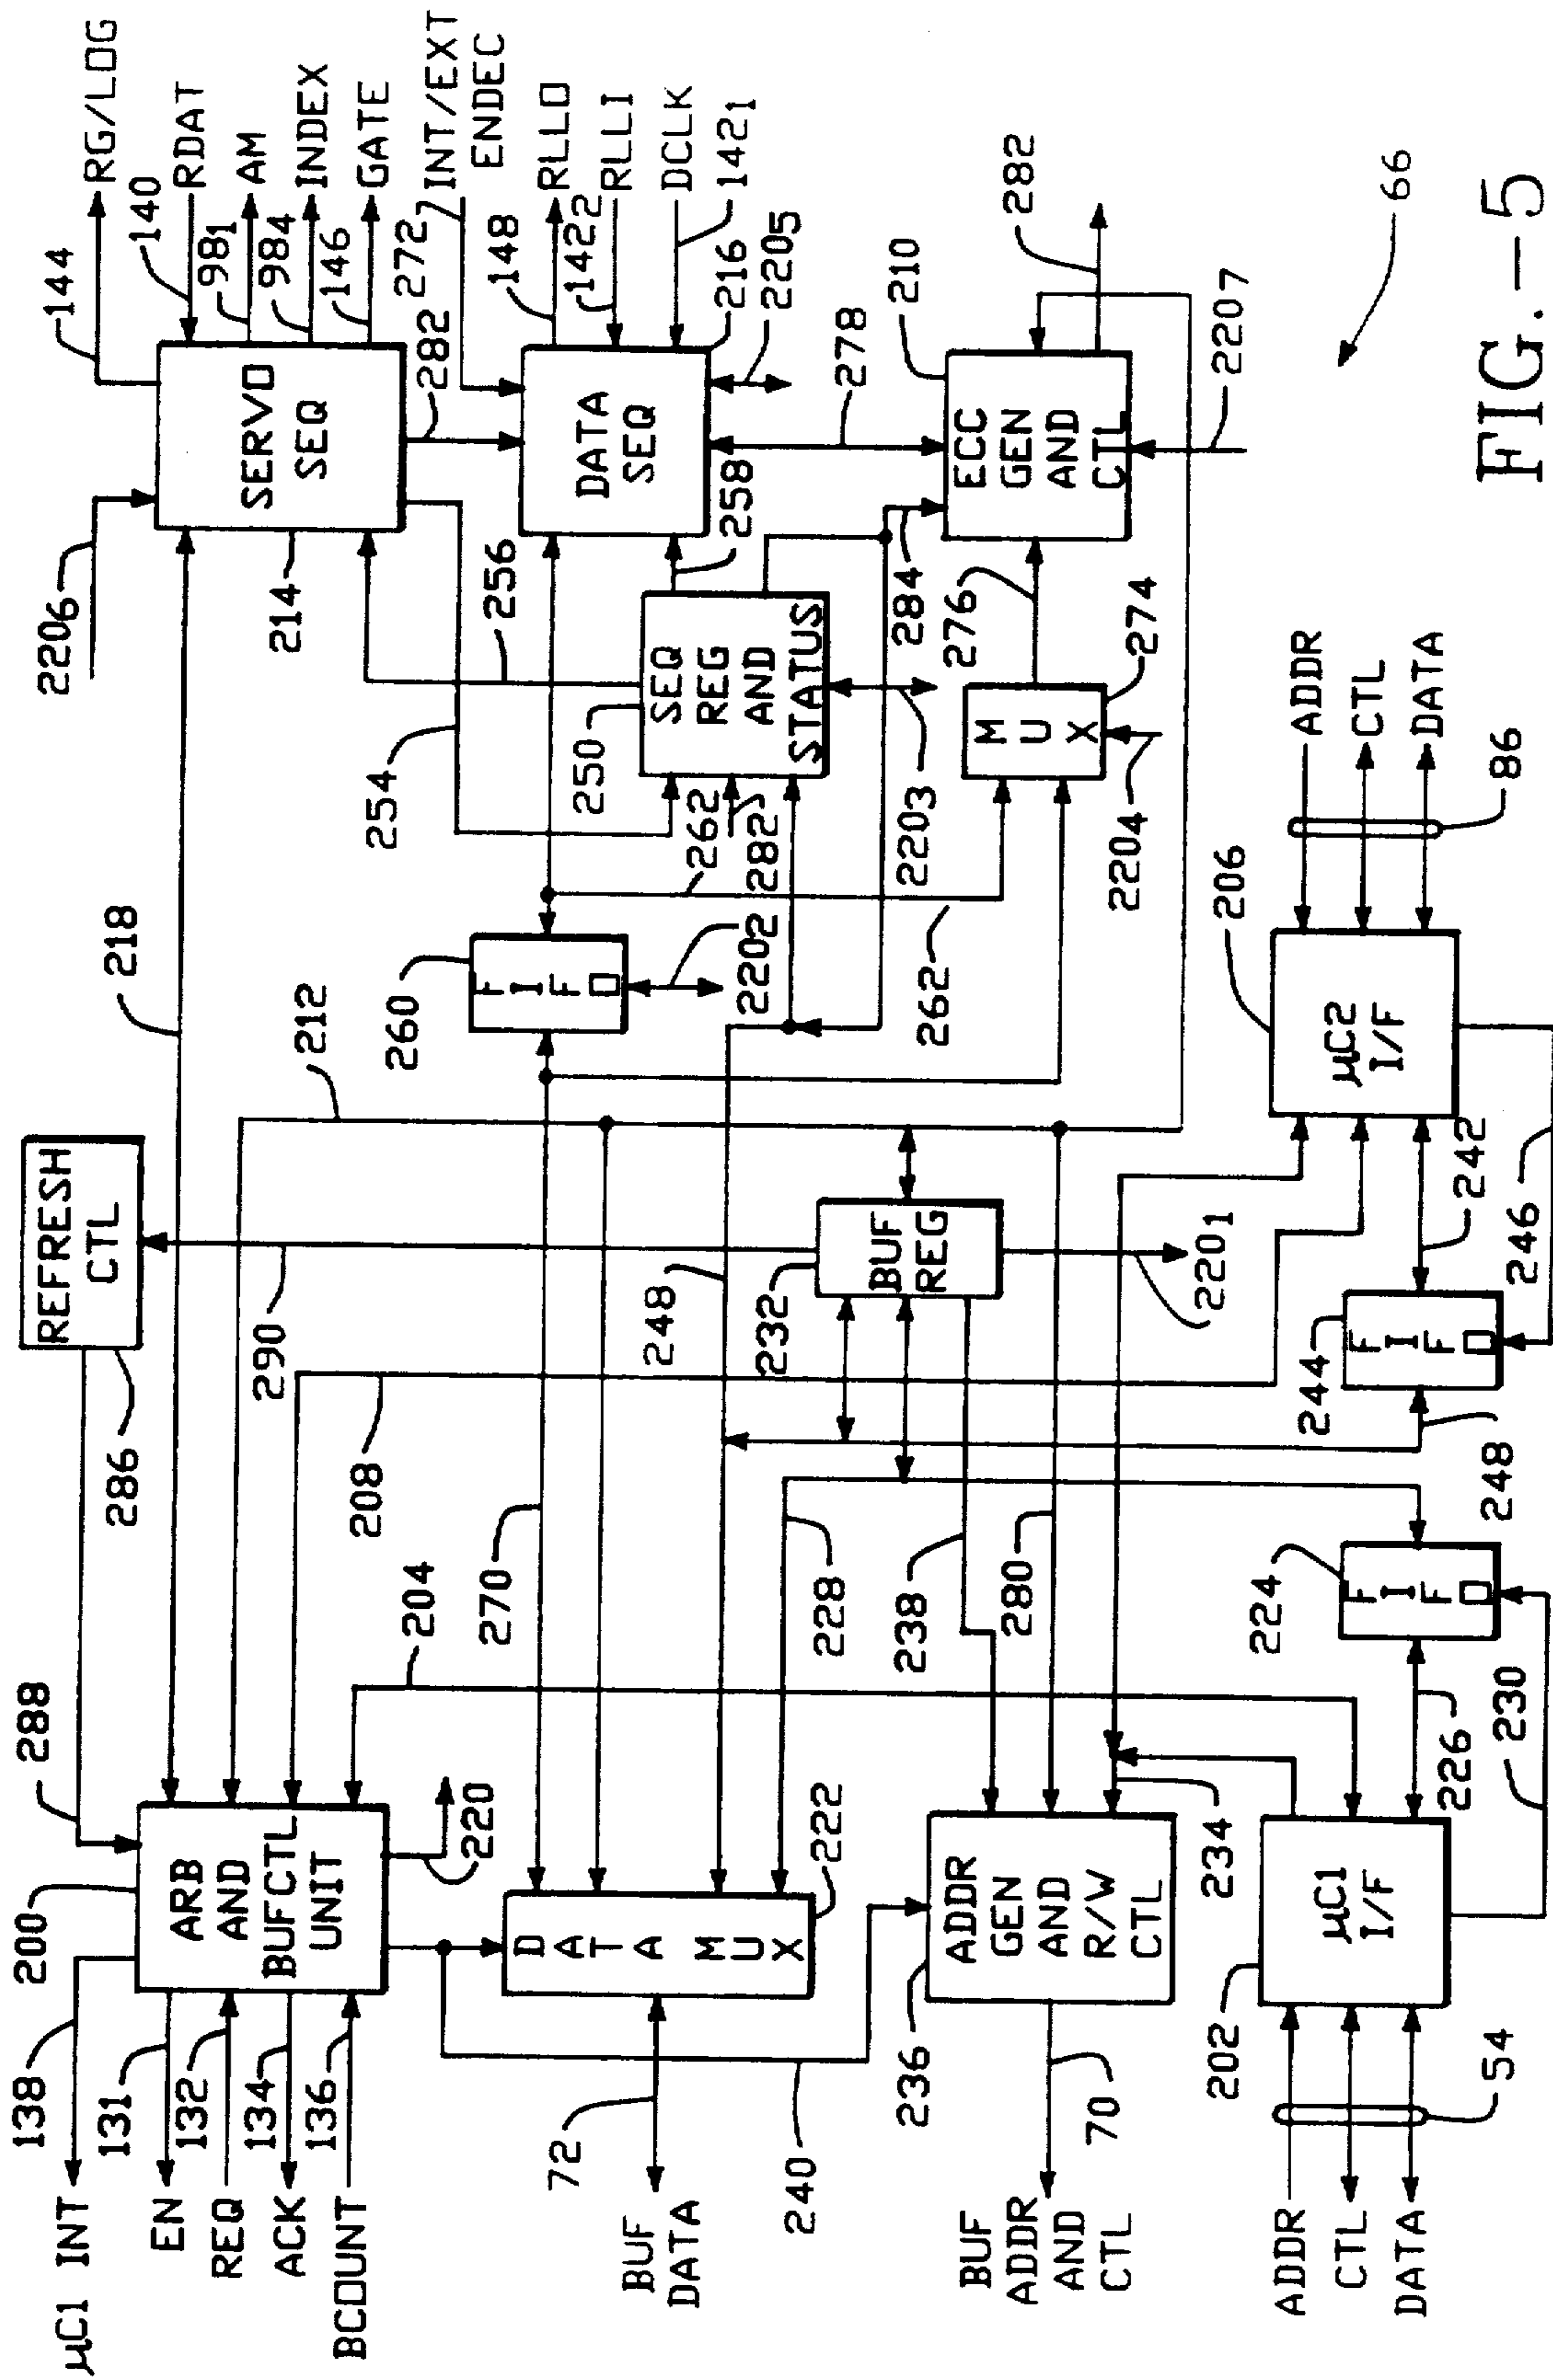 µC1 INT
138
EN
131
REQ
132
ACK
134
BCOUNT
136
200
ARB
AND
BUFCTL
UNIT
288
220
286
REFRESH
CTL
290
218
212
208
204
220₆
214
SERVO
SEQ
144
RG/LDG
140
RDAT
98₁
AM
98₄
INDEX
146
GATE
272
INT/EXT
ENDEC
282
BUF
DATA
72
DATA
MUX
222
270
228
248
240
260
FIFO
220₂
262
262
254
256
250
SEQ
REG
AND
STATUS
282
258
220₃
284
DATA
SEQ
148
RLLO
142₂
RLLI
DCLK
142₁
216
220₅
278
BUF
ADDR
AND
CTL
70
236
ADDR
GEN
AND
R/W
CTL
238
280
234
232
BUF
REG
220₁
MUX
274
276
220₄
210
ECC
GEN
AND
CTL
282
220₇
ADDR
CTL
DATA
54
202
µC1
I/F
226
230
224
FIFO
248
244
FIFO
242
246
206
µC2
I/F
ADDR
CTL
DATA
86
66
FIG.-5